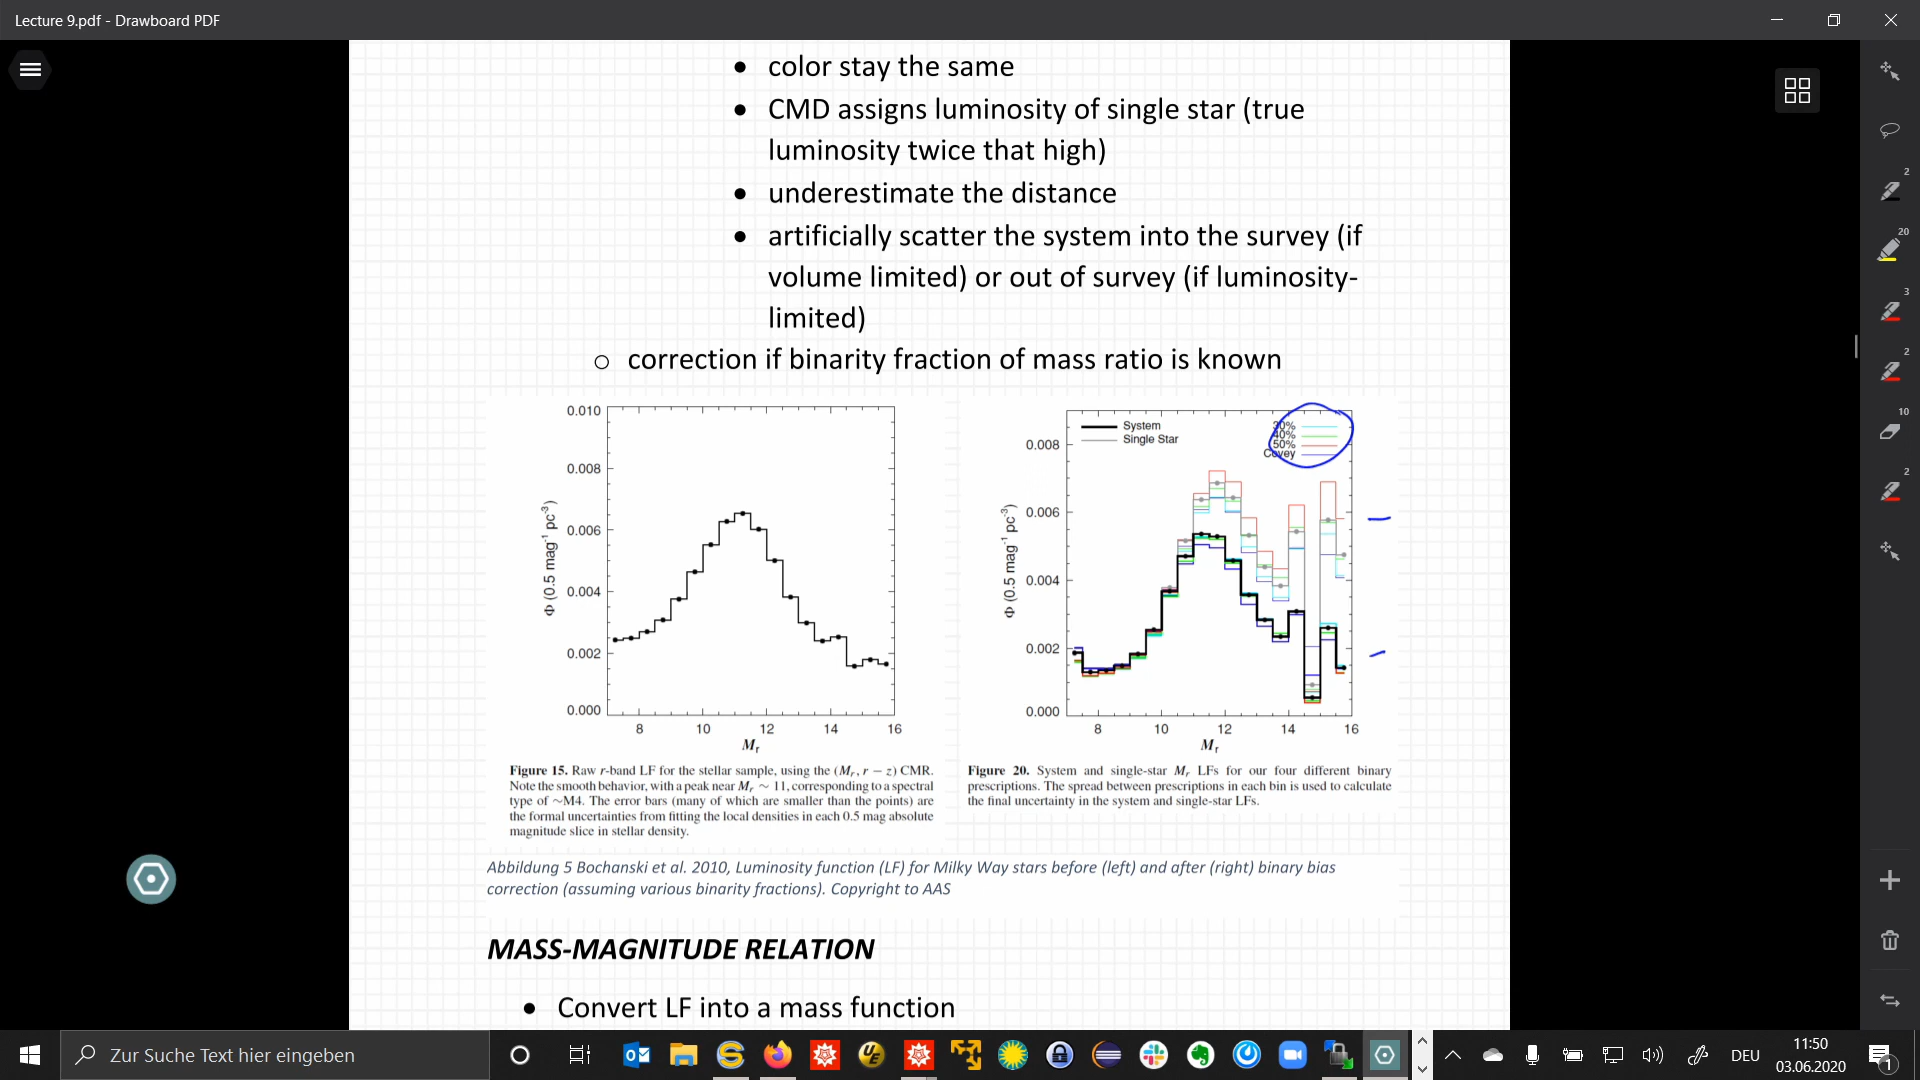 Lecture 9.pdf - Drawboard PDF
• color stay the same
• CMD assigns luminosity of single star (true
luminosity twice that high)
• underestimate the distance
• artificially scatter the system into the survey (if
volume limited) or out of survey (if luminosity-
limited)
o correction if binarity fraction of mass ratio is known
0.010
0.008
0.006
0.004
0.002
0.000
Φ (0.5 mag⁻¹ pc⁻³)
8 10 12 14 16
Mᵣ
Figure 15. Raw r-band LF for the stellar sample, using the (Mᵣ, r − z) CMR.
Note the smooth behavior, with a peak near Mᵣ ∼ 11, corresponding to a spectral
type of ∼M4. The error bars (many of which are smaller than the points) are
the formal uncertainties from fitting the local densities in each 0.5 mag absolute
magnitude slice in stellar density.
System
Single Star
30%
40%
50%
Covey
0.008
0.006
0.004
0.002
0.000
Φ (0.5 mag⁻¹ pc⁻³)
8 10 12 14 16
Mᵣ
Figure 20. System and single-star Mᵣ LFs for our four different binary
prescriptions. The spread between prescriptions in each bin is used to calculate
the final uncertainty in the system and single-star LFs.
Abbildung 5 Bochanski et al. 2010, Luminosity function (LF) for Milky Way stars before (left) and after (right) binary bias
correction (assuming various binarity fractions). Copyright to AAS
MASS-MAGNITUDE RELATION
• Convert LF into a mass function
2
20
3
2
10
2
Zur Suche Text hier eingeben
DEU
11:50
03.06.2020
1